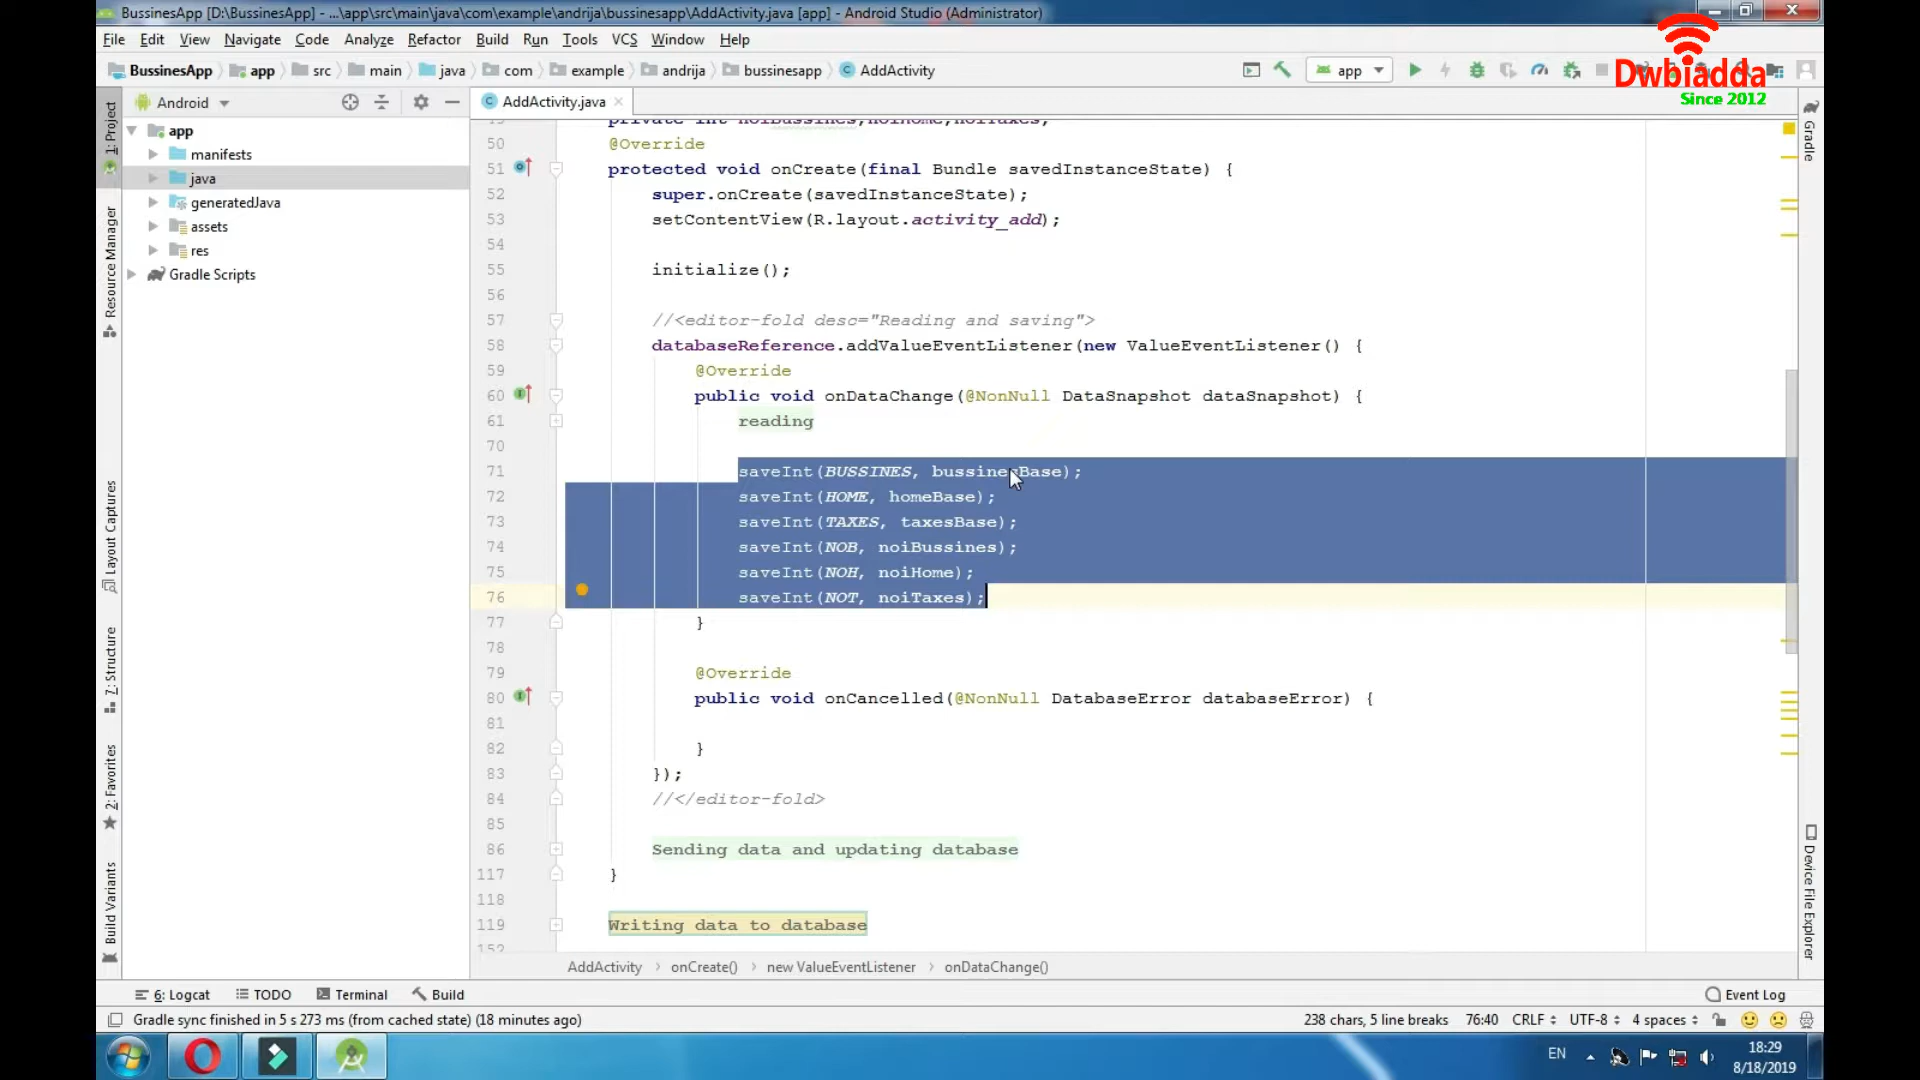 BussinesApp [D:\BussinesApp] - ...\app\src\main\java\com\example\andrija\bussinesapp\AddActivity.java [app] - Android Studio (Administrator)
File Edit View Navigate Code Analyze Refactor Build Run Tools VCS Window Help
BussinesApp app src main java com example andrija bussinesapp AddActivity
app
Dwbiadda
Since 2012
Android
AddActivity.java
1: Project
Resource Manager
Layout Captures
7: Structure
2: Favorites
Build Variants
app
manifests
java
generatedJava
assets
res
Gradle Scripts
private int noiBussines,noiHome,noiTaxes;
50 @Override
51 protected void onCreate(final Bundle savedInstanceState) {
52 super.onCreate(savedInstanceState);
53 setContentView(R.layout.activity_add);
54
55 initialize();
56
57 //<editor-fold desc="Reading and saving">
58 databaseReference.addValueEventListener(new ValueEventListener() {
59 @Override
60 public void onDataChange(@NonNull DataSnapshot dataSnapshot) {
61 reading
70
71 saveInt(BUSSINES, bussinesBase);
72 saveInt(HOME, homeBase);
73 saveInt(TAXES, taxesBase);
74 saveInt(NOB, noiBussines);
75 saveInt(NOH, noiHome);
76 saveInt(NOT, noiTaxes);
77 }
78
79 @Override
80 public void onCancelled(@NonNull DatabaseError databaseError) {
81
82 }
83 });
84 //</editor-fold>
85
86 Sending data and updating database
117 }
118
119 Writing data to database
152
AddActivity onCreate() new ValueEventListener onDataChange()
Gradle
Device File Explorer
6: Logcat TODO Terminal Build Event Log
Gradle sync finished in 5 s 273 ms (from cached state) (18 minutes ago) 238 chars, 5 line breaks 76:40 CRLF UTF-8 4 spaces
EN 18:29
8/18/2019